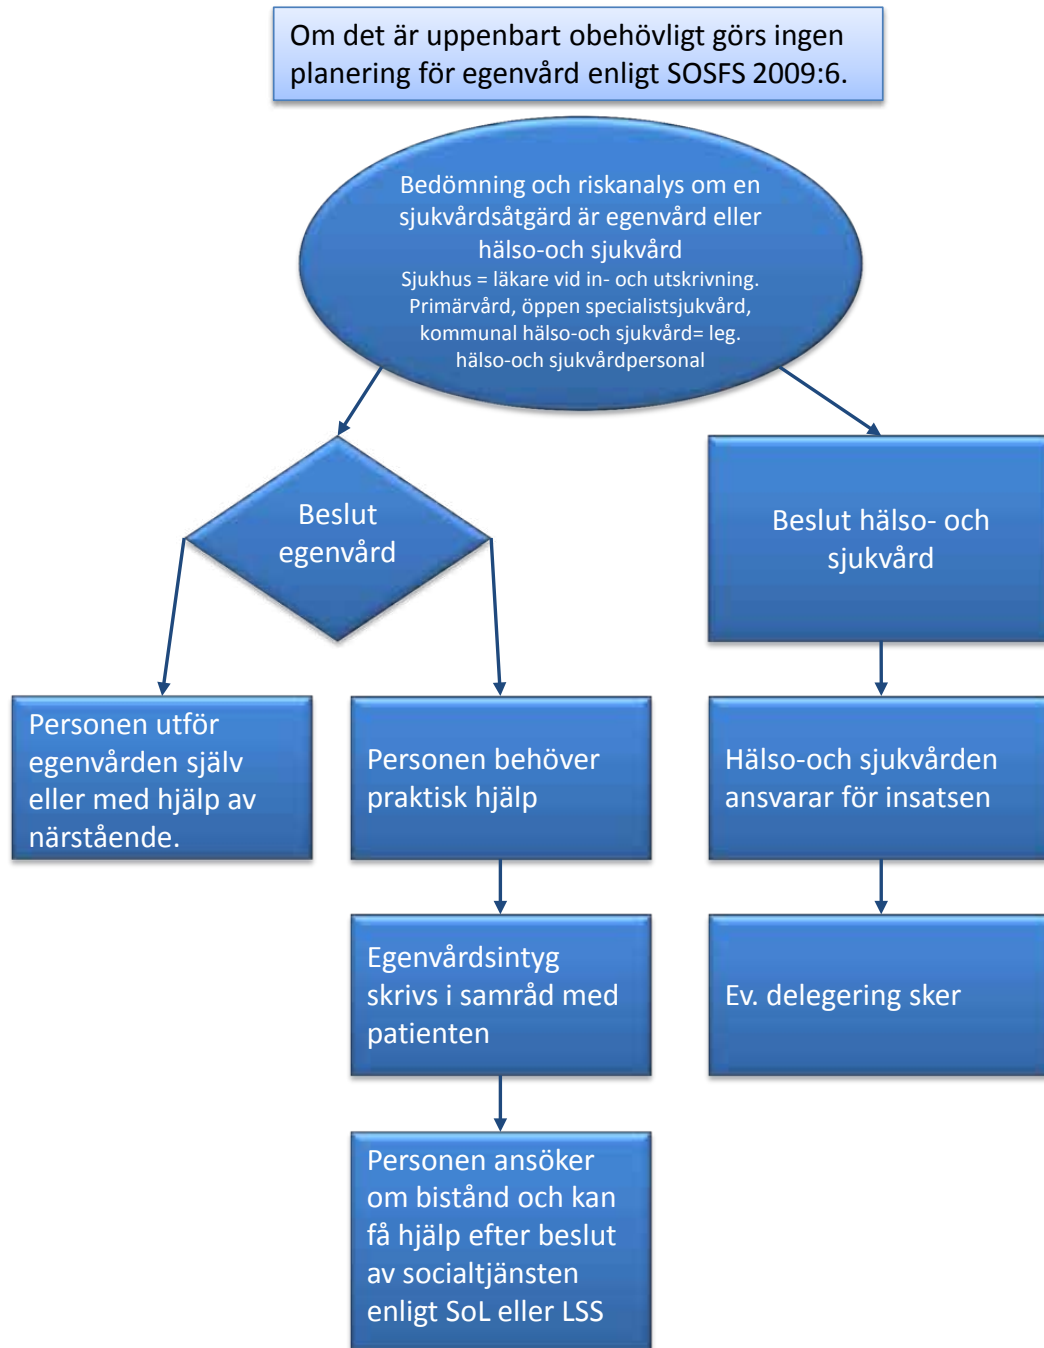 Om det är uppenbart obehövligt görs ingen
planering för egenvård enligt SOSFS 2009:6.
Bedömning och riskanalys om en
sjukvårdsåtgärd är egenvård eller
hälso-och sjukvård
Sjukhus = läkare vid in- och utskrivning.
Primärvård, öppen specialistsjukvård,
kommunal hälso-och sjukvård= leg.
hälso-och sjukvårdpersonal
Beslut
egenvård
Beslut hälso- och
sjukvård
Personen utför
egenvården själv
eller med hjälp av
närstående.
Personen behöver
praktisk hjälp
Hälso-och sjukvården
ansvarar för insatsen
Egenvårdsintyg
skrivs i samråd med
patienten
Ev. delegering sker
Personen ansöker
om bistånd och kan
få hjälp efter beslut
av socialtjänsten
enligt SoL eller LSS